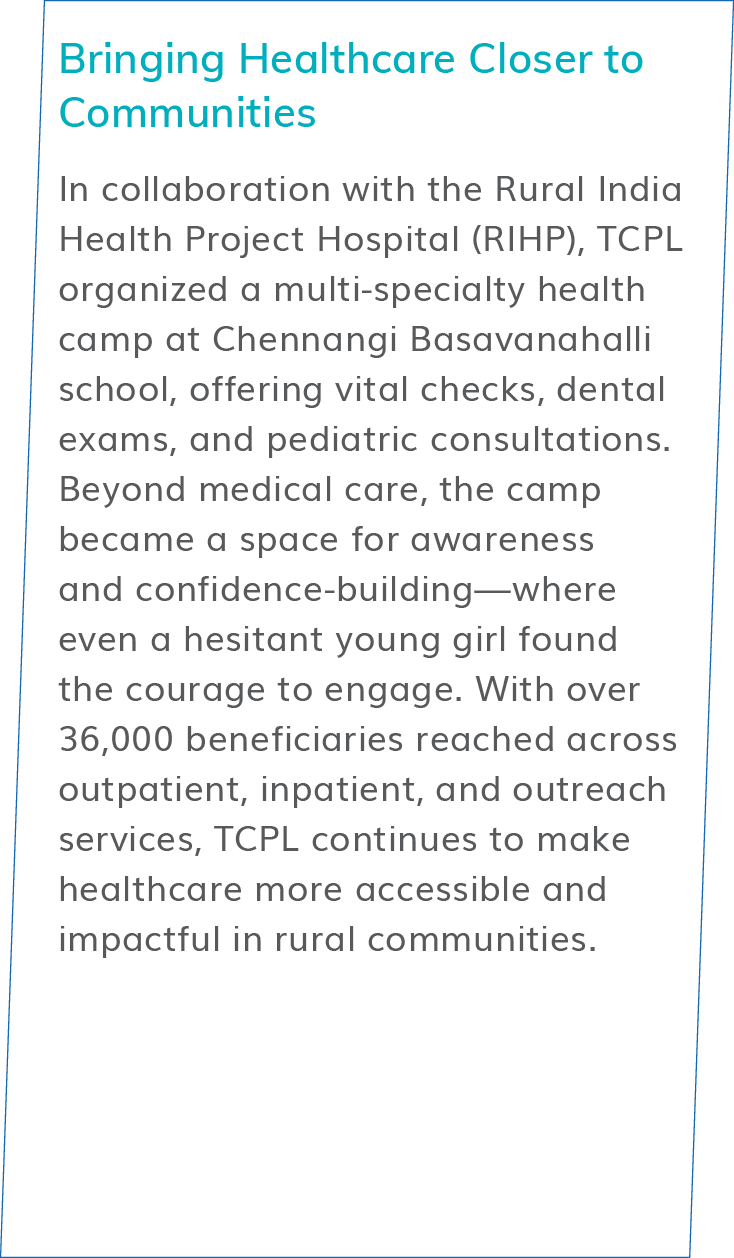 Bringing Healthcare Closer to
Communities
In collaboration with the Rural India
Health Project Hospital (RIHP), TCPL
organized a multi-specialty health
camp at Chennangi Basavanahalli
school, offering vital checks, dental
exams, and pediatric consultations.
Beyond medical care, the camp
became a space for awareness
and confidence-building—where
even a hesitant young girl found
the courage to engage. With over
36,000 beneficiaries reached across
outpatient, inpatient, and outreach
services, TCPL continues to make
healthcare more accessible and
impactful in rural communities.